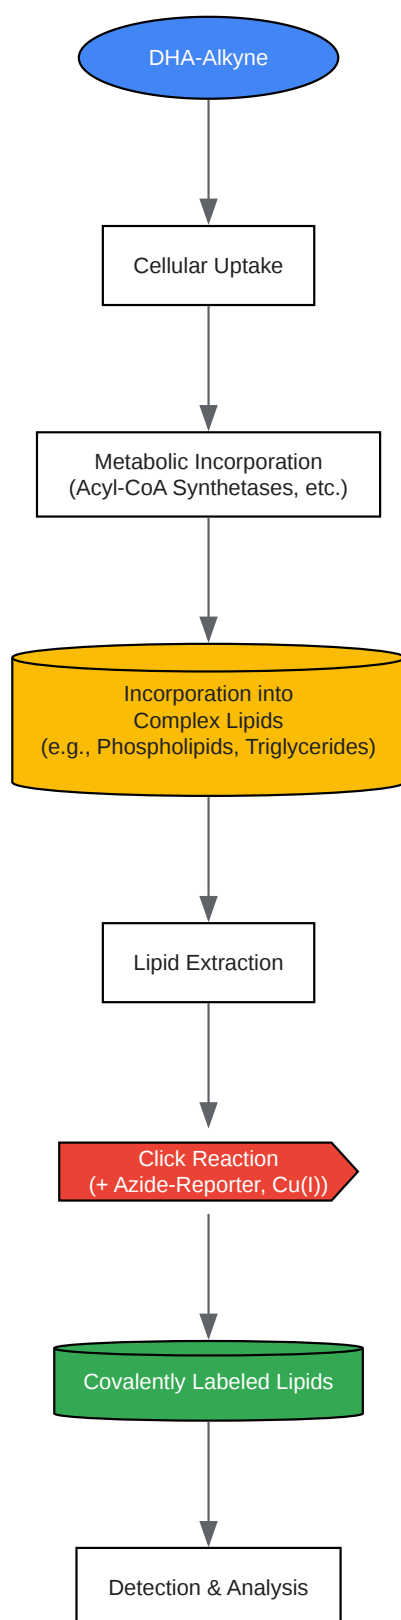 DHA-Alkyne
Cellular Uptake
Metabolic Incorporation
(Acyl-CoA Synthetases, etc.)
Incorporation into
Complex Lipids
(e.g., Phospholipids, Triglycerides)
Lipid Extraction
Click Reaction
(+ Azide-Reporter, Cu(I))
Covalently Labeled Lipids
Detection & Analysis